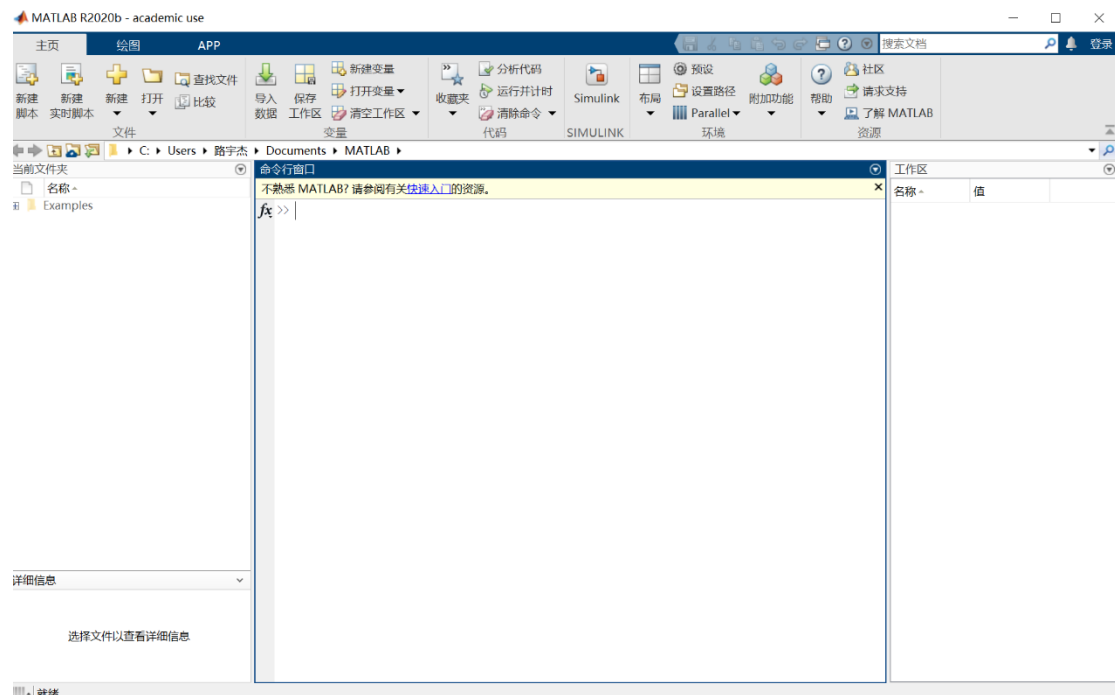 MATLAB R2020b - academic use
主页 绘图 APP 搜索文档 登录
新建脚本 新建实时脚本 新建 打开 查找文件 比较
文件
导入数据 保存工作区 新建变量 打开变量 清空工作区
变量
收藏夹 分析代码 运行并计时 清除命令
代码
Simulink
SIMULINK
布局 预设 设置路径 Parallel 附加功能
环境
帮助 社区 请求支持 了解 MATLAB
资源
C: Users 路宇杰 Documents MATLAB
当前文件夹
名称
Examples
命令行窗口
不熟悉 MATLAB? 请参阅有关快速入门的资源。
fx >>
工作区
名称 值
详细信息
选择文件以查看详细信息
就绪